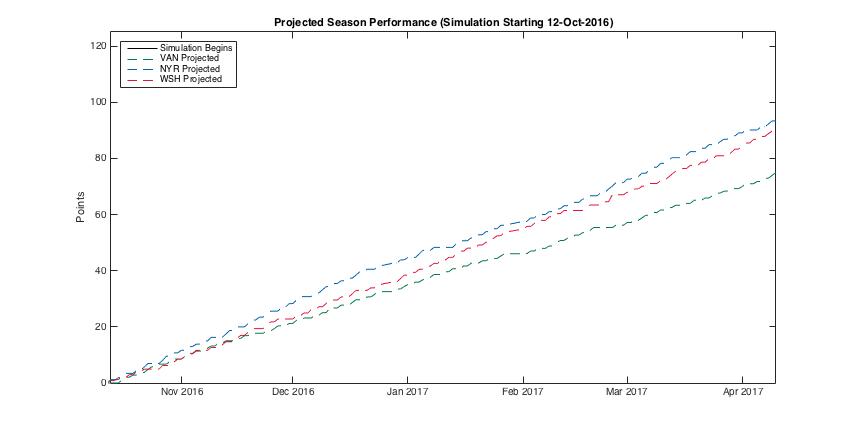 Projected Season Performance (Simulation Starting 12-Oct-2016)
Simulation Begins
VAN Projected
NYR Projected
WSH Projected
Points
120
100
80
60
40
20
0
Nov 2016
Dec 2016
Jan 2017
Feb 2017
Mar 2017
Apr 2017